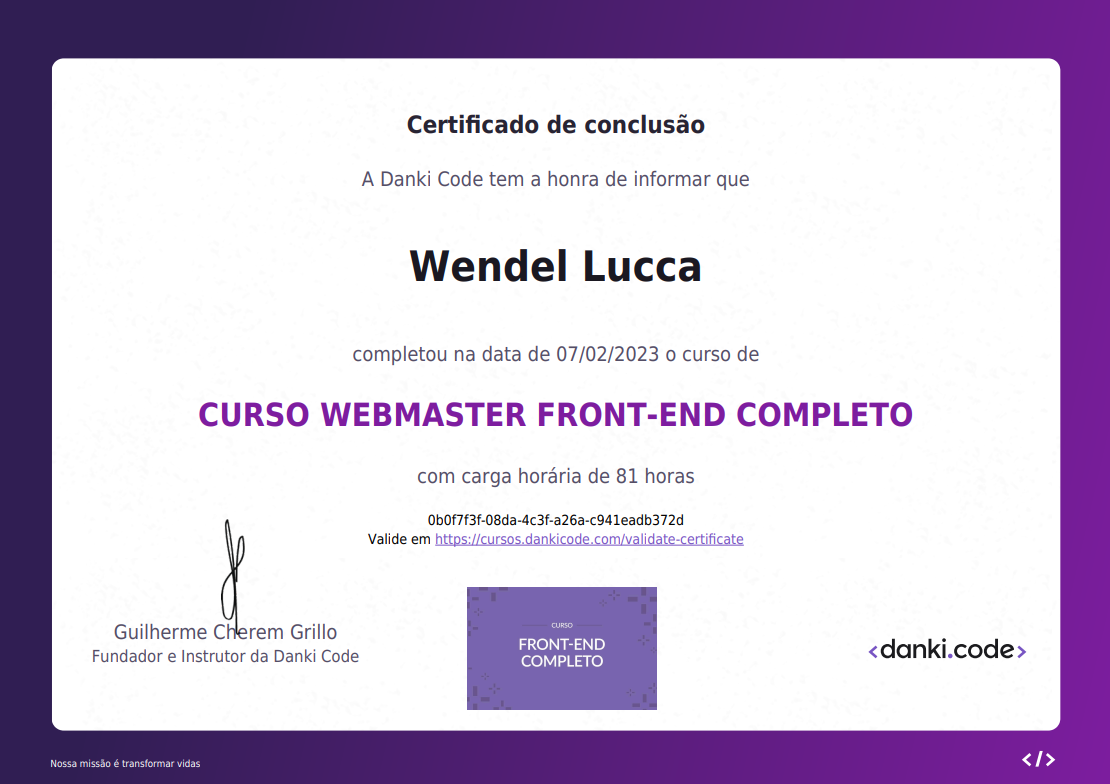 Certificado de conclusão
A Danki Code tem a honra de informar que
Wendel Lucca
completou na data de 07/02/2023 o curso de
CURSO WEBMASTER FRONT-END COMPLETO
com carga horária de 81 horas
0b0f7f3f-08da-4c3f-a26a-c941eadb372d
Valide em https://cursos.dankicode.com/validate-certificate
Guilherme Cherem Grillo
Fundador e Instrutor da Danki Code
CURSO
FRONT-END
COMPLETO
<danki.code>
Nossa missão é transformar vidas
</>